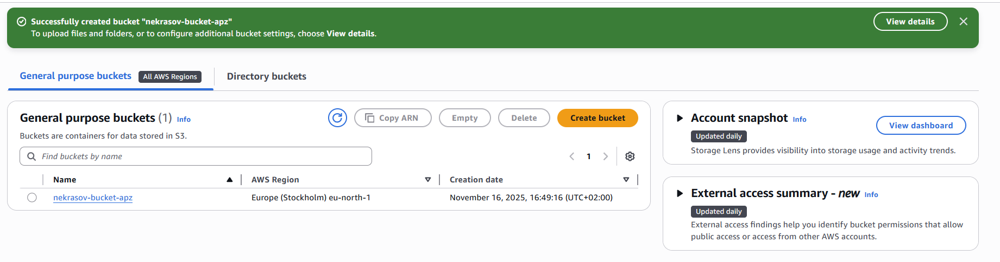 Successfully created bucket "nekrasov-bucket-apz"
To upload files and folders, or to configure additional bucket settings, choose View details.
View details
General purpose buckets All AWS Regions
Directory buckets
General purpose buckets (1) Info
Copy ARN
Empty
Delete
Create bucket
Buckets are containers for data stored in S3.
Find buckets by name
1
Name AWS Region Creation date
nekrasov-bucket-apz Europe (Stockholm) eu-north-1 November 16, 2025, 16:49:16 (UTC+02:00)
Account snapshot Info
View dashboard
Updated daily
Storage Lens provides visibility into storage usage and activity trends.
External access summary - new Info
Updated daily
External access findings help you identify bucket permissions that allow
public access or access from other AWS accounts.